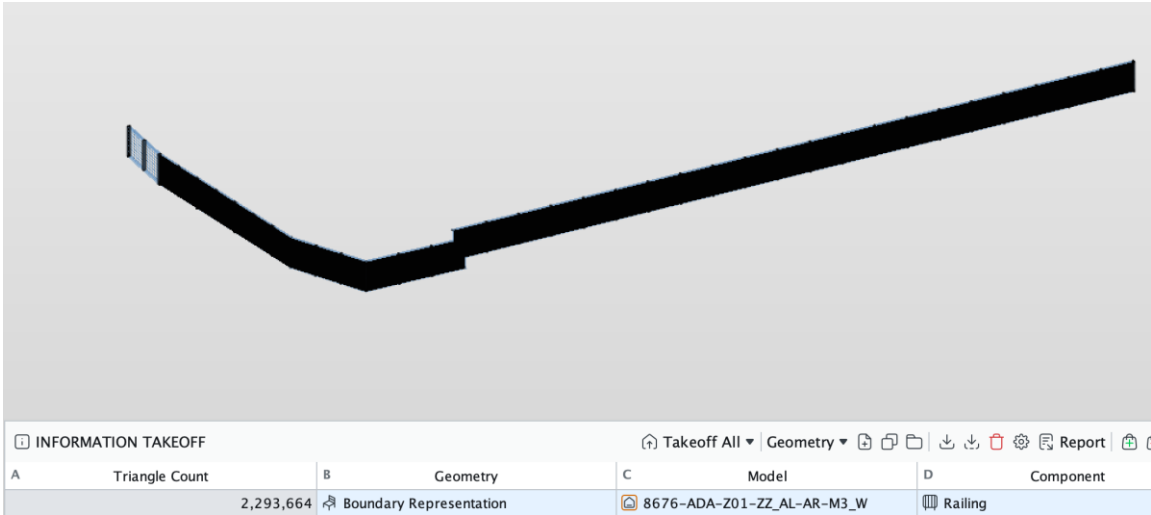 INFORMATION TAKEOFF Takeoff All Geometry Report
A Triangle Count B Geometry C Model D Component
2,293,664 Boundary Representation 8676-ADA-Z01-ZZ_AL-AR-M3_W Railing